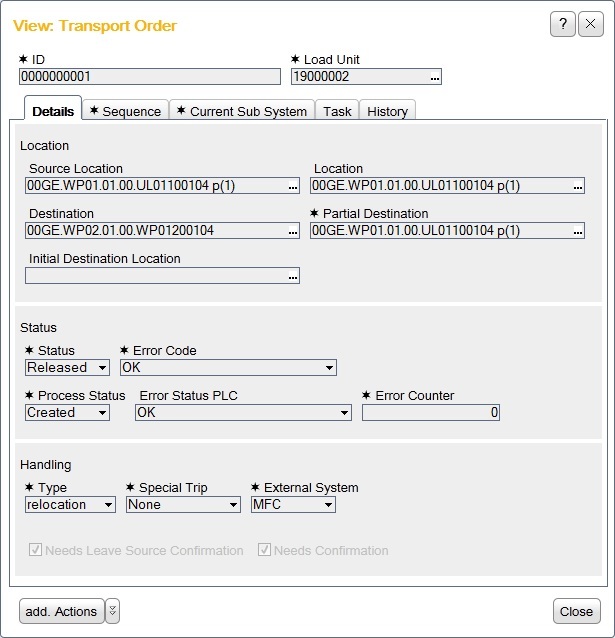 View: Transport Order
?
✶ ID
✶ Load Unit
0000000001
19000002 ...
Details
✶ Sequence
✶ Current Sub System
Task
History
Location
Source Location
Location
00GE.WP01.01.00.UL01100104 p(1) ...
00GE.WP01.01.00.UL01100104 p(1) ...
Destination
✶ Partial Destination
00GE.WP02.01.00.WP01200104 ...
00GE.WP01.01.00.UL01100104 p(1) ...
Initial Destination Location
...
Status
✶ Status
✶ Error Code
Released
OK
✶ Process Status
Error Status PLC
✶ Error Counter
Created
OK
0
Handling
✶ Type
✶ Special Trip
✶ External System
relocation
None
MFC
Needs Leave Source Confirmation
Needs Confirmation
add. Actions
Close